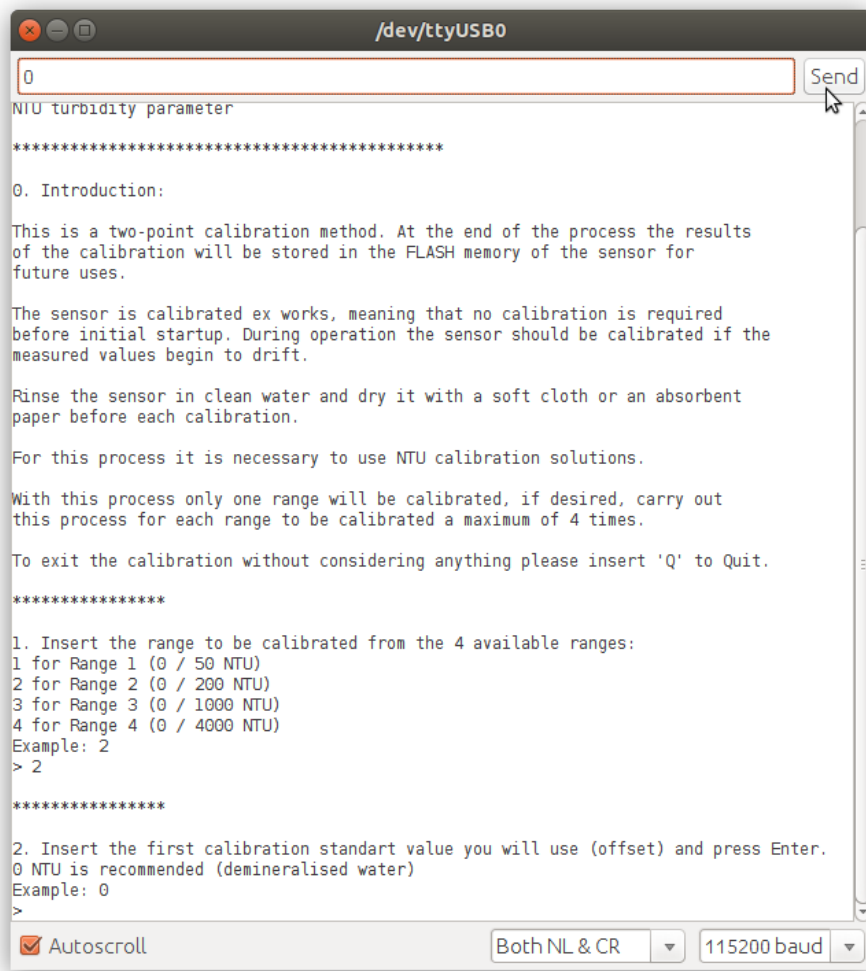 /dev/ttyUSB0
0
Send
NTU turbidity parameter
*********************************************
0. Introduction:
This is a two-point calibration method. At the end of the process the results
of the calibration will be stored in the FLASH memory of the sensor for
future uses.
The sensor is calibrated ex works, meaning that no calibration is required
before initial startup. During operation the sensor should be calibrated if the
measured values begin to drift.
Rinse the sensor in clean water and dry it with a soft cloth or an absorbent
paper before each calibration.
For this process it is necessary to use NTU calibration solutions.
With this process only one range will be calibrated, if desired, carry out
this process for each range to be calibrated a maximum of 4 times.
To exit the calibration without considering anything please insert 'Q' to Quit.
****************
1. Insert the range to be calibrated from the 4 available ranges:
1 for Range 1 (0 / 50 NTU)
2 for Range 2 (0 / 200 NTU)
3 for Range 3 (0 / 1000 NTU)
4 for Range 4 (0 / 4000 NTU)
Example: 2
> 2
****************
2. Insert the first calibration standart value you will use (offset) and press Enter.
0 NTU is recommended (demineralised water)
Example: 0
>
Autoscroll
Both NL & CR
115200 baud